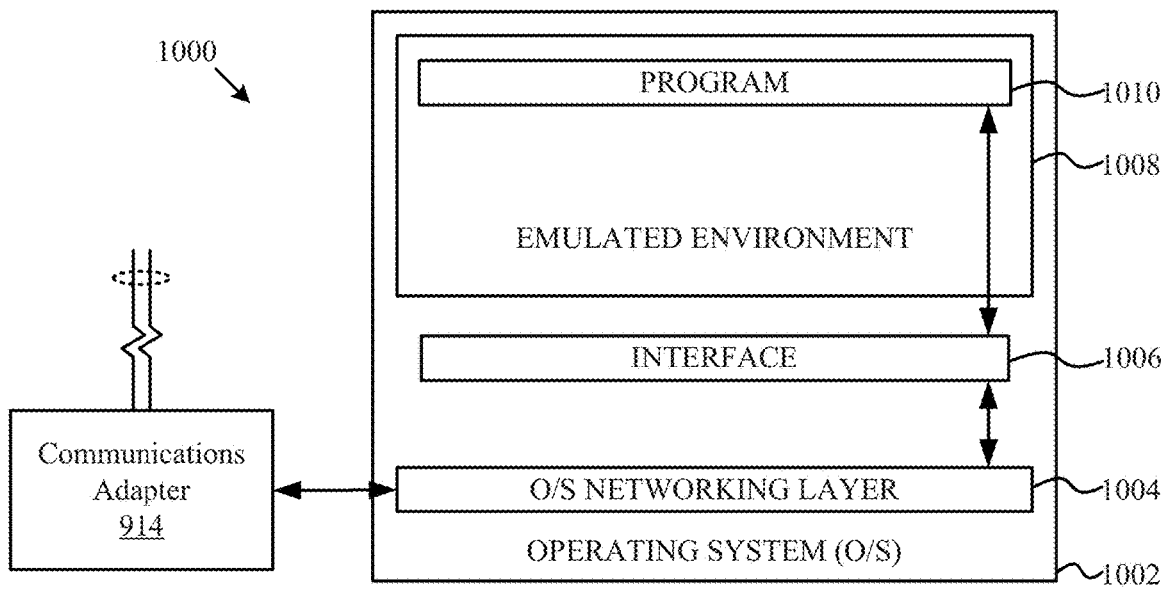 1000
PROGRAM
1010
1008
EMULATED ENVIRONMENT
INTERFACE
1006
Communications
Adapter
914
O/S NETWORKING LAYER
1004
OPERATING SYSTEM (O/S)
1002